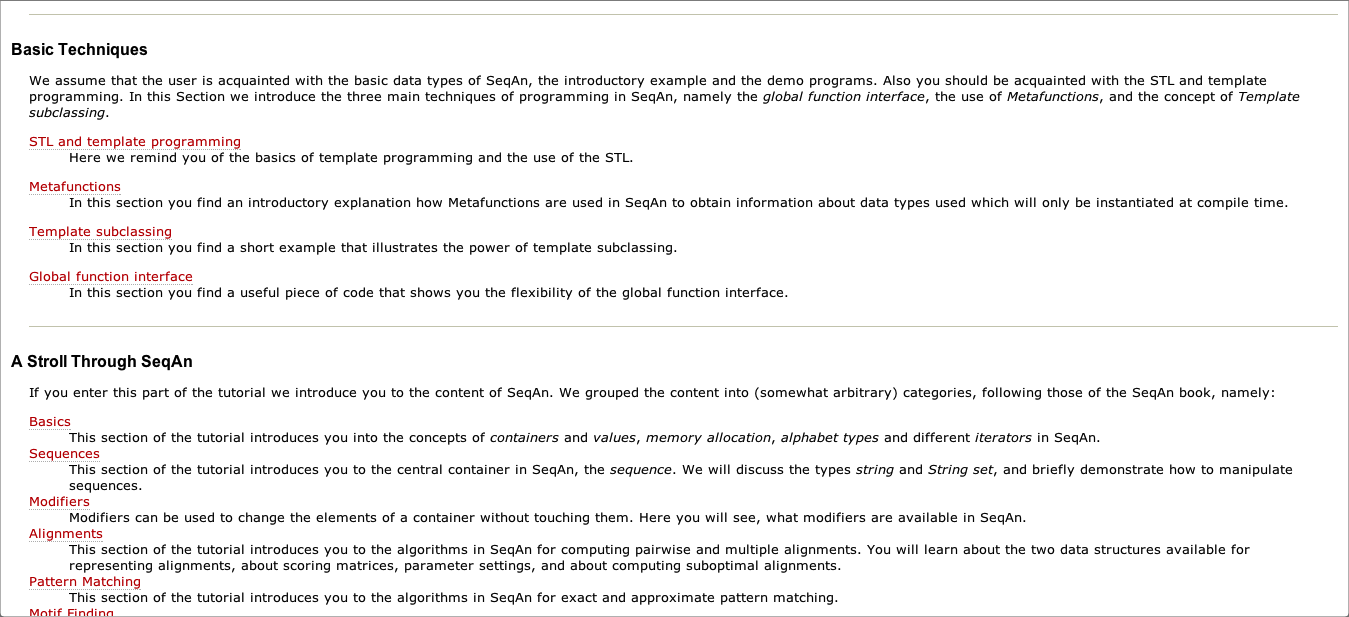 Basic Techniques
We assume that the user is acquainted with the basic data types of SeqAn, the introductory example and the demo programs. Also you should be acquainted with the STL and template
programming. In this Section we introduce the three main techniques of programming in SeqAn, namely the global function interface, the use of Metafunctions, and the concept of Template
subclassing.
STL and template programming
Here we remind you of the basics of template programming and the use of the STL.
Metafunctions
In this section you find an introductory explanation how Metafunctions are used in SeqAn to obtain information about data types used which will only be instantiated at compile time.
Template subclassing
In this section you find a short example that illustrates the power of template subclassing.
Global function interface
In this section you find a useful piece of code that shows you the flexibility of the global function interface.
A Stroll Through SeqAn
If you enter this part of the tutorial we introduce you to the content of SeqAn. We grouped the content into (somewhat arbitrary) categories, following those of the SeqAn book, namely:
Basics
This section of the tutorial introduces you into the concepts of containers and values, memory allocation, alphabet types and different iterators in SeqAn.
Sequences
This section of the tutorial introduces you to the central container in SeqAn, the sequence. We will discuss the types string and String set, and briefly demonstrate how to manipulate
sequences.
Modifiers
Modifiers can be used to change the elements of a container without touching them. Here you will see, what modifiers are available in SeqAn.
Alignments
This section of the tutorial introduces you to the algorithms in SeqAn for computing pairwise and multiple alignments. You will learn about the two data structures available for
representing alignments, about scoring matrices, parameter settings, and about computing suboptimal alignments.
Pattern Matching
This section of the tutorial introduces you to the algorithms in SeqAn for exact and approximate pattern matching.
Motif Finding